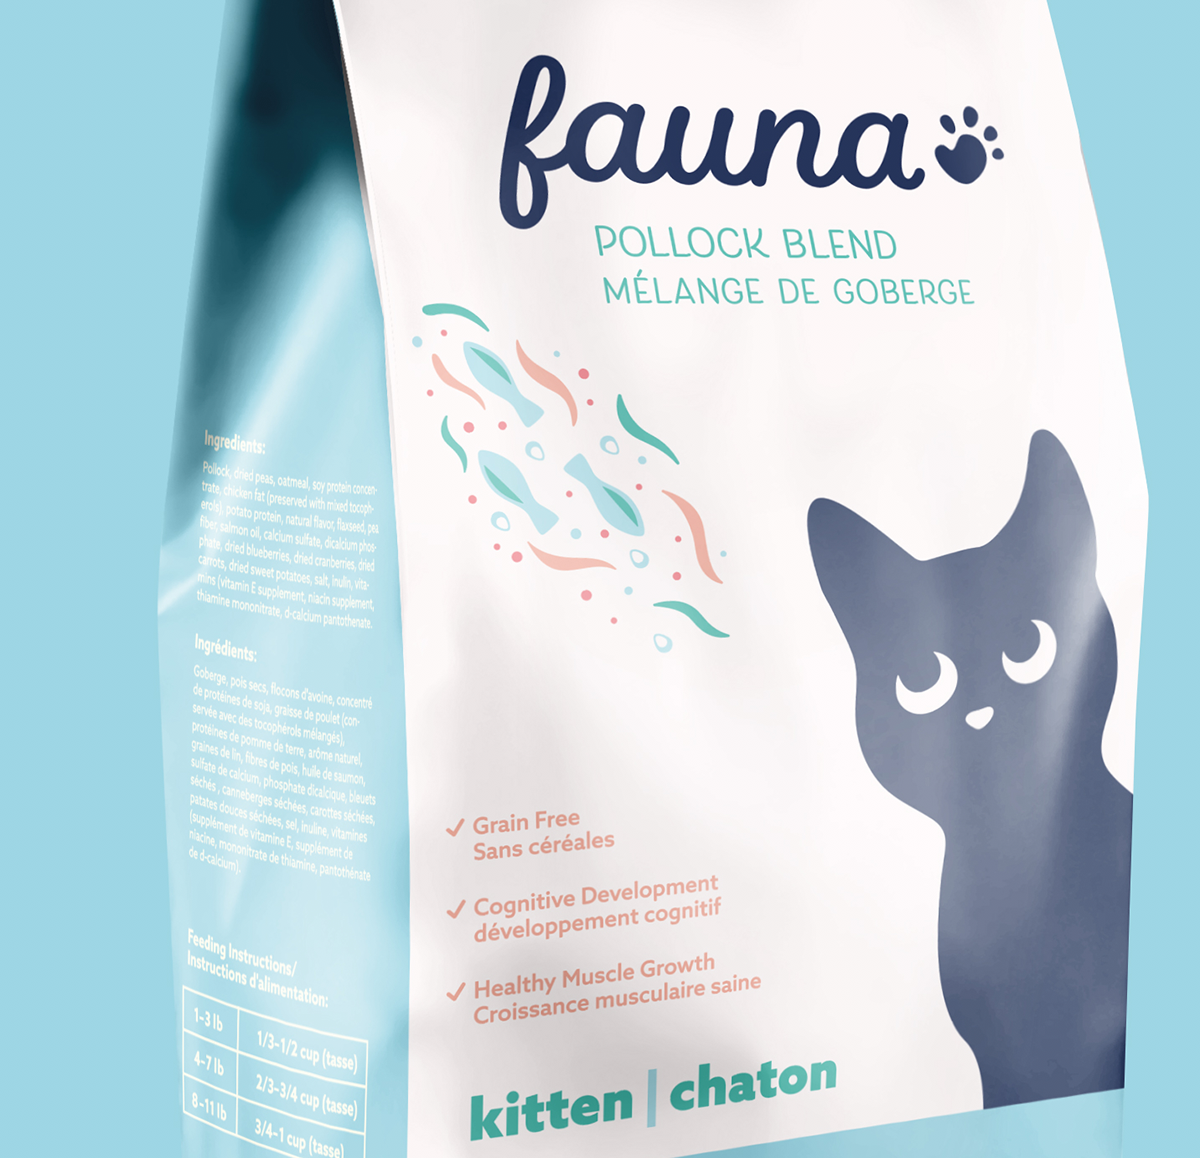 fauna
POLLOCK BLEND
MÉLANGE DE GOBERGE
Ingredients:
Pollock, dried peas, oatmeal, soy protein concen-
trate, chicken fat (preserved with mixed tocoph-
erols), potato protein, natural flavor, flaxseed, pea
fiber, salmon oil, calcium sulfate, dicalcium phos-
phate, dried blueberries, dried cranberries, dried
carrots, dried sweet potatoes, salt, inulin, vita-
mins (vitamin E supplement, niacin supplement,
thiamine mononitrate, d-calcium pantothenate.
Ingrédients:
Goberge, pois secs, flocons d'avoine, concentré
de protéines de soja, graisse de poulet (con-
servée avec des tocophérols mélangés),
protéines de pomme de terre, arôme naturel,
graines de lin, fibres de pois, huile de saumon,
sulfate de calcium, phosphate dicalcique, bleuets
séchés , canneberges séchées, carottes séchées,
patates douces séchées, sel, inuline, vitamines
(supplément de vitamine E, supplément de
niacine, mononitrate de thiamine, pantothénate
de d-calcium).
Feeding Instructions/
Instructions d'alimentation:
1-3 lb 1/3-1/2 cup (tasse)
4-7 lb 2/3-3/4 cup (tasse)
8-11 lb 3/4-1 cup (tasse)
Grain Free
Sans céréales
Cognitive Development
développement cognitif
Healthy Muscle Growth
Croissance musculaire saine
kitten | chaton